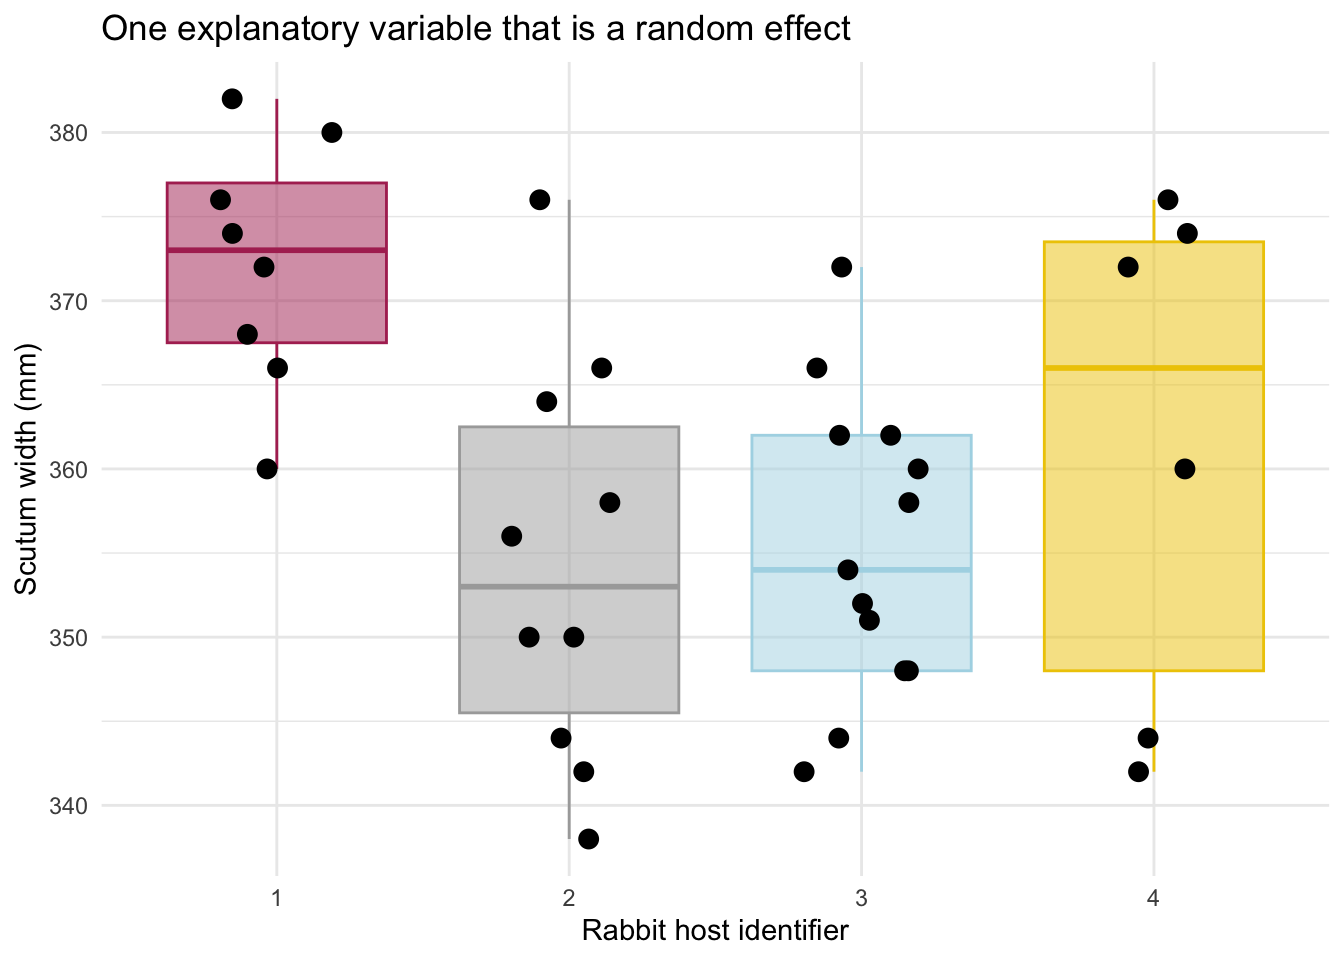 One explanatory variable that is a random effect
380
370
360
350
340
Scutum width (mm)
1 2 3 4
Rabbit host identifier